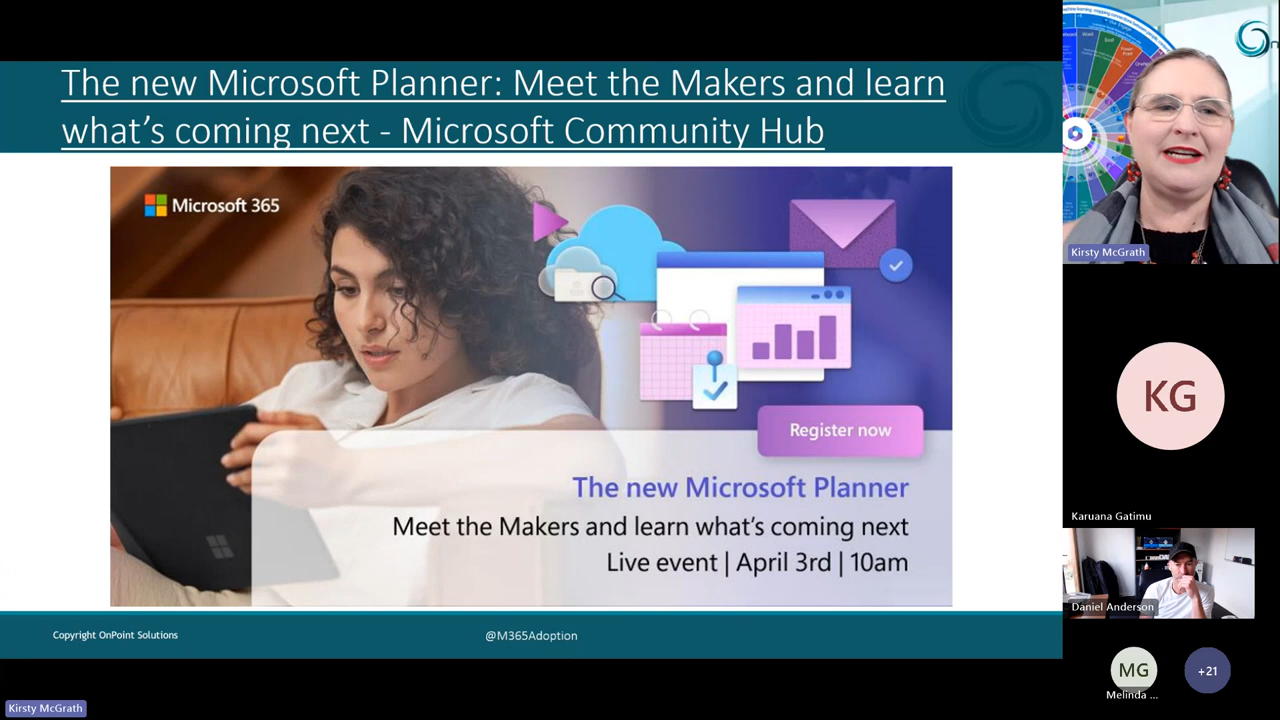 The new Microsoft Planner: Meet the Makers and learn
what's coming next - Microsoft Community Hub
Microsoft 365
Register now
The new Microsoft Planner
Meet the Makers and learn what's coming next
Live event | April 3rd | 10am
Copyright OnPoint Solutions
@M365Adoption
Kirsty McGrath
Kirsty McGrath
KG
Karuana Gatimu
Daniel Anderson
MG
Melinda ...
+21